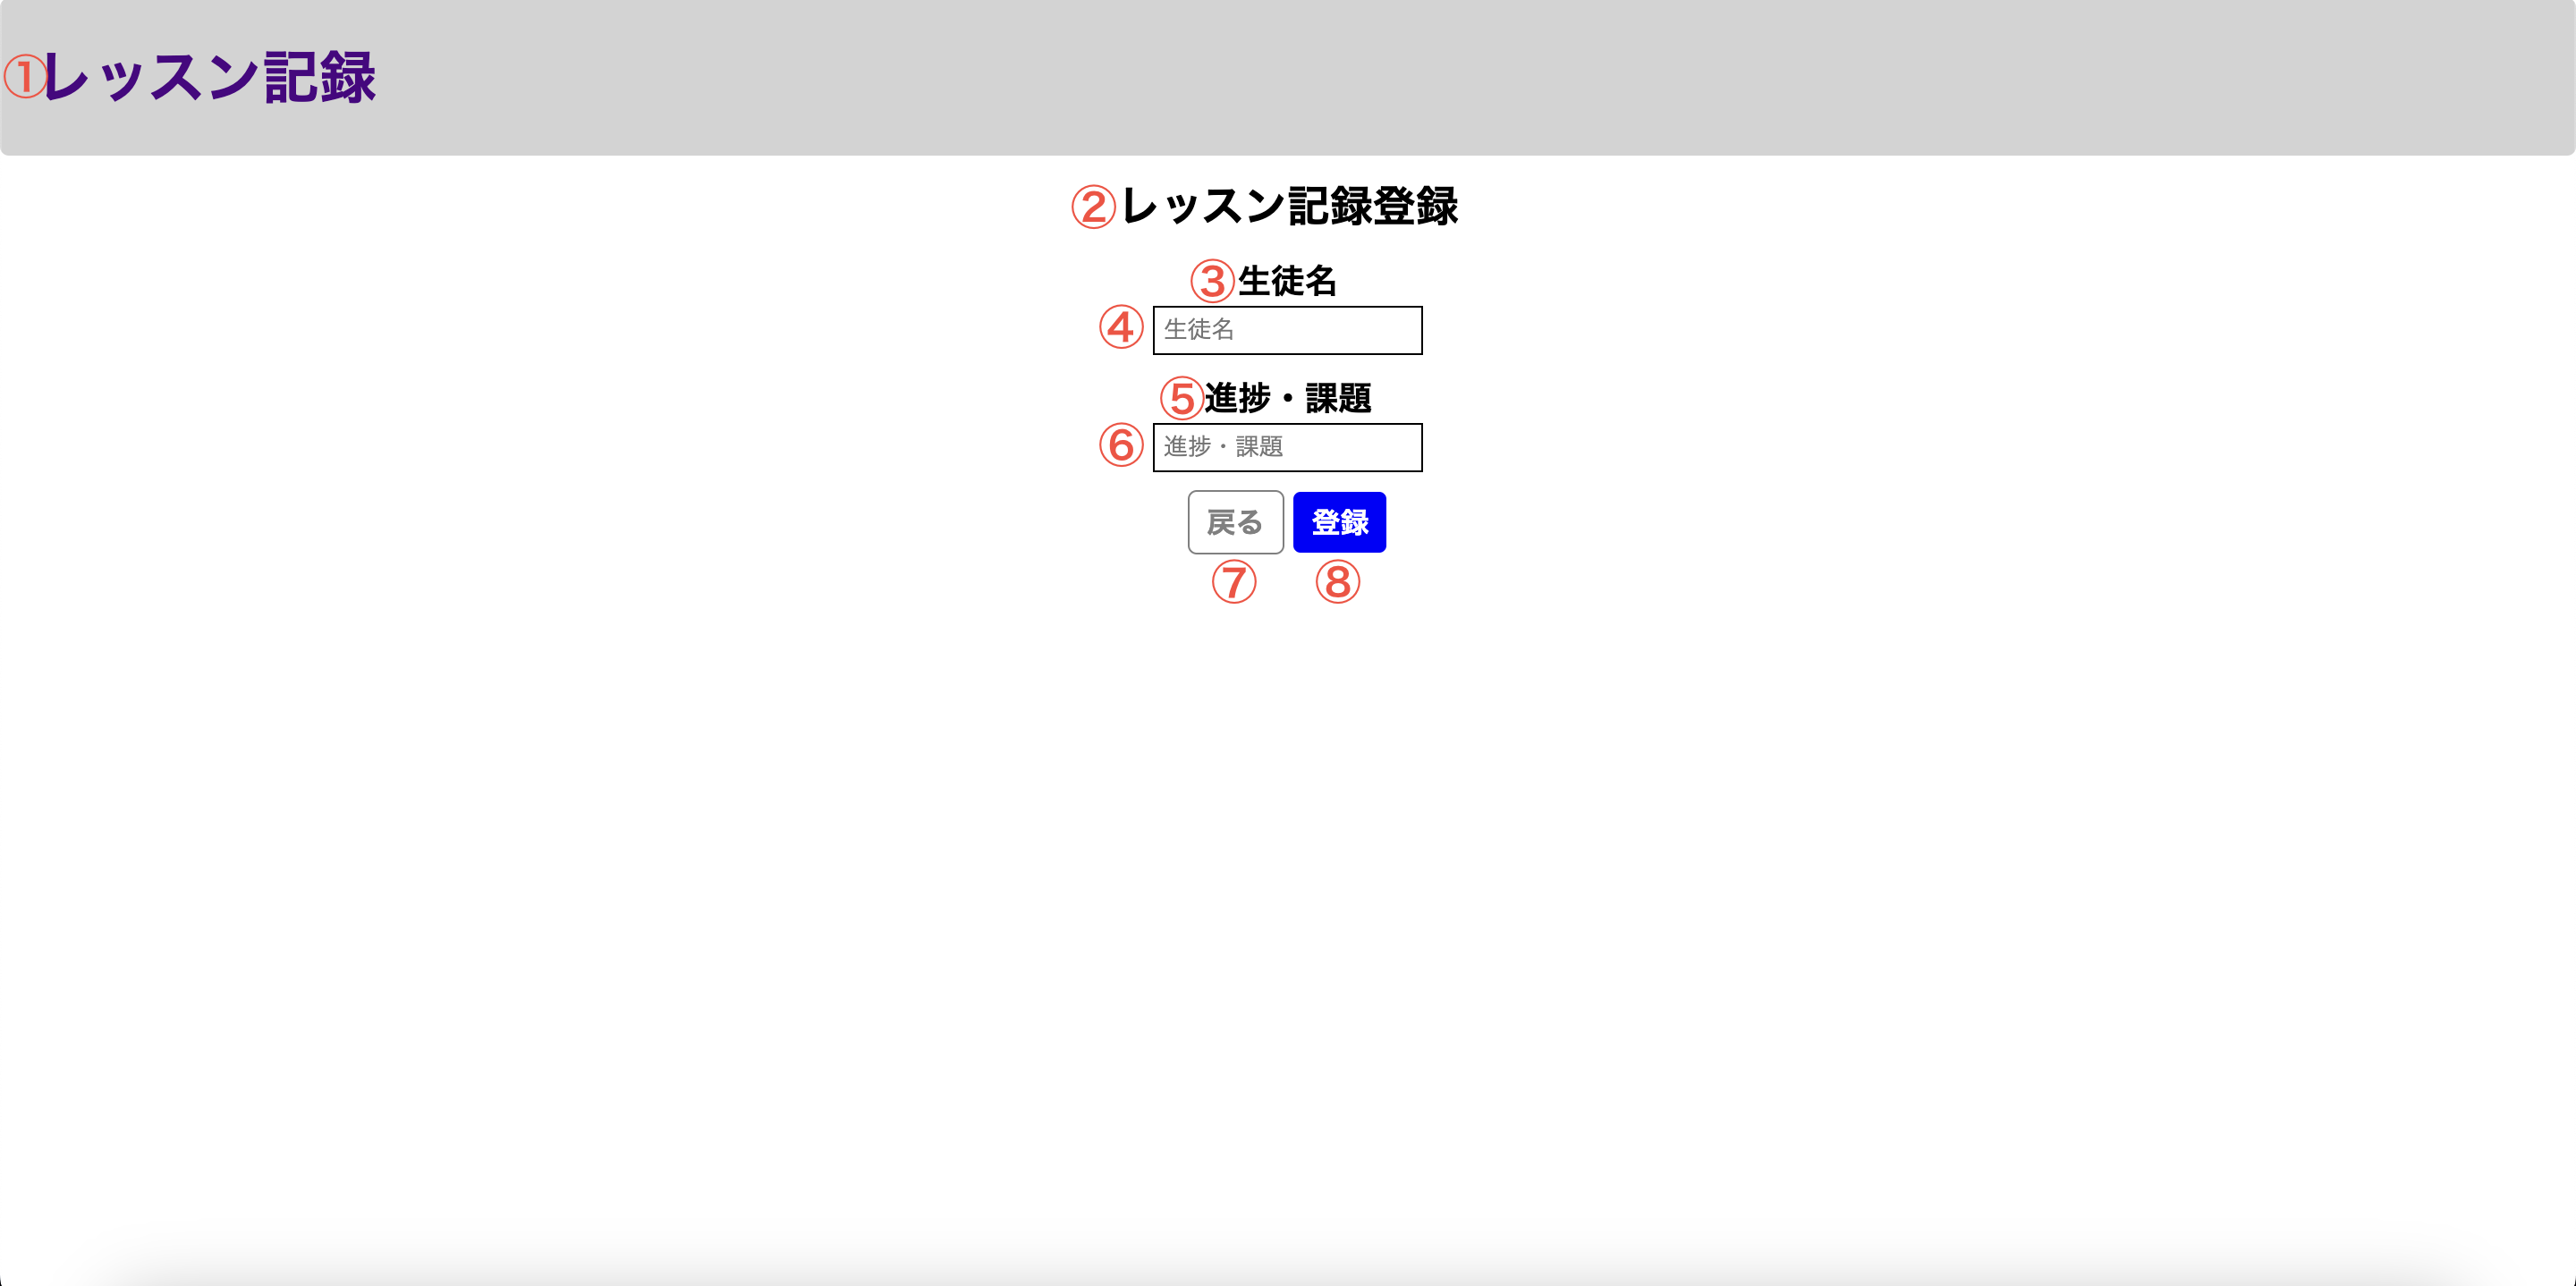 ①レッスン記録
②レッスン記録登録
③生徒名
④ 生徒名
⑤進捗・課題
⑥ 進捗・課題
戻る 登録
⑦ ⑧